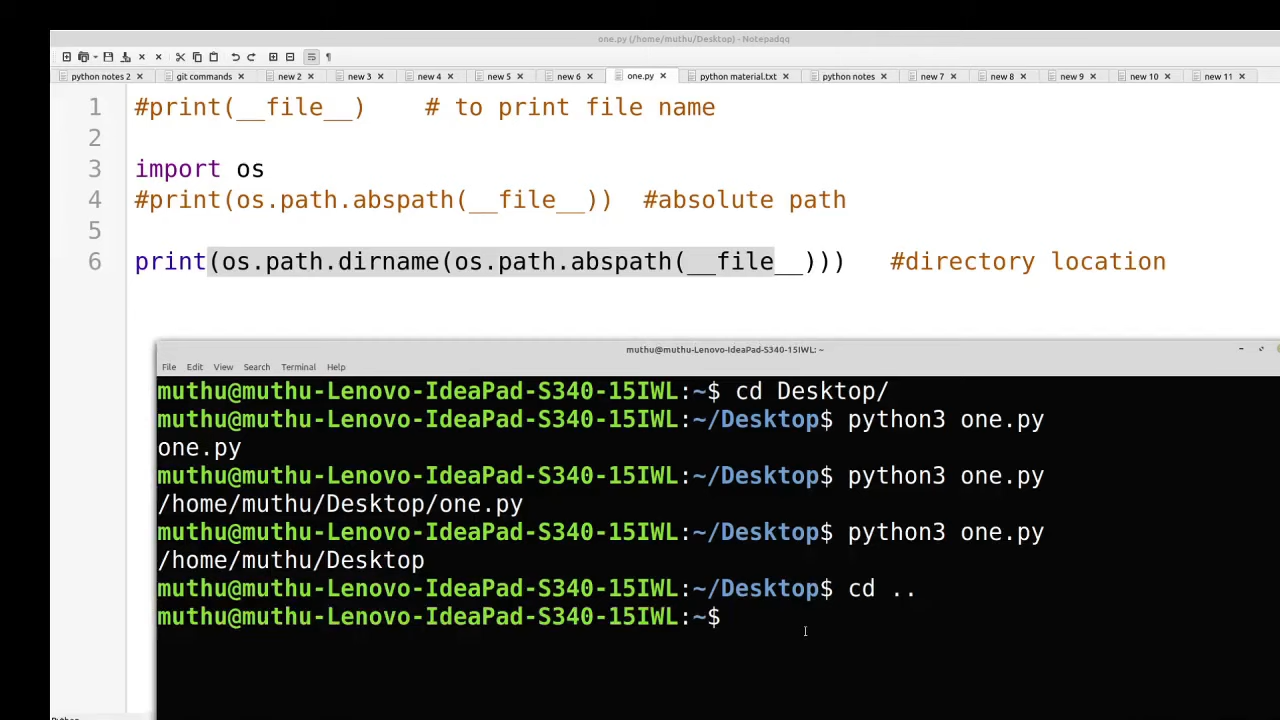 one.py (/home/muthu/Desktop) - Notepadqq
python notes 2 git commands new 2 new 3 new 4 new 5 new 6 one.py python material.txt python notes new 7 new 8 new 9 new 10 new 11
1 #print(__file__) # to print file name
2
3 import os
4 #print(os.path.abspath(__file__)) #absolute path
5
6 print(os.path.dirname(os.path.abspath(__file__))) #directory location
muthu@muthu-Lenovo-IdeaPad-S340-15IWL: ~
File Edit View Search Terminal Help
muthu@muthu-Lenovo-IdeaPad-S340-15IWL:~$ cd Desktop/
muthu@muthu-Lenovo-IdeaPad-S340-15IWL:~/Desktop$ python3 one.py
one.py
muthu@muthu-Lenovo-IdeaPad-S340-15IWL:~/Desktop$ python3 one.py
/home/muthu/Desktop/one.py
muthu@muthu-Lenovo-IdeaPad-S340-15IWL:~/Desktop$ python3 one.py
/home/muthu/Desktop
muthu@muthu-Lenovo-IdeaPad-S340-15IWL:~/Desktop$ cd ..
muthu@muthu-Lenovo-IdeaPad-S340-15IWL:~$
Python